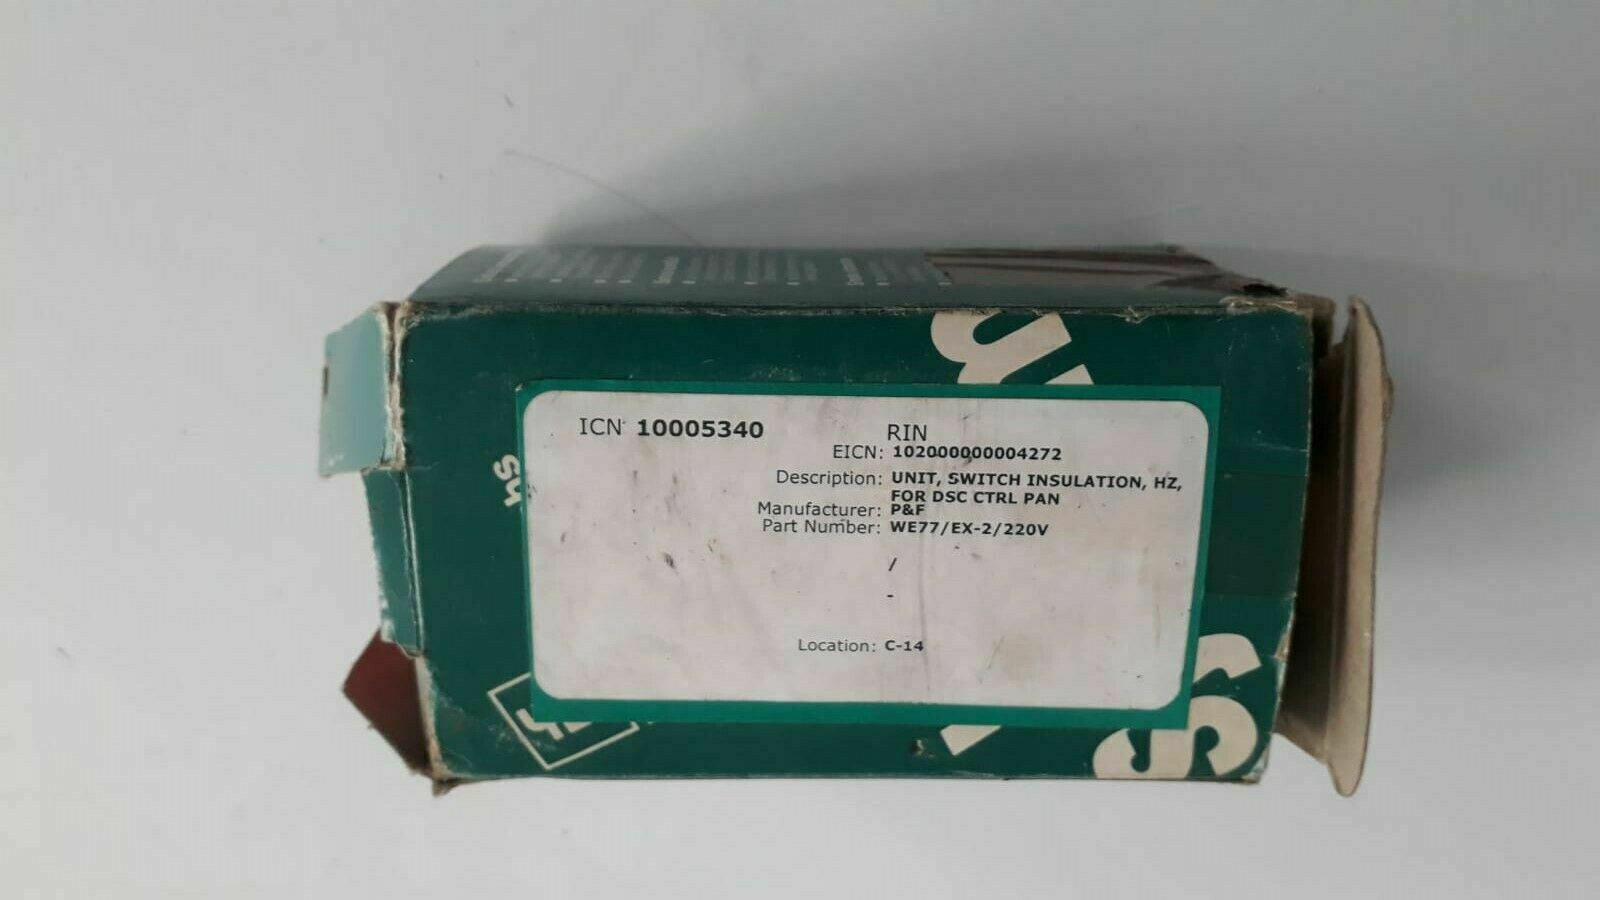 ICN 10005340 RIN
EICN: 102000000004272
Description: UNIT, SWITCH INSULATION, HZ,
FOR DSC CTRL PAN
Manufacturer: P&F
Part Number: WE77/EX-2/220V
/
-
Location: C-14